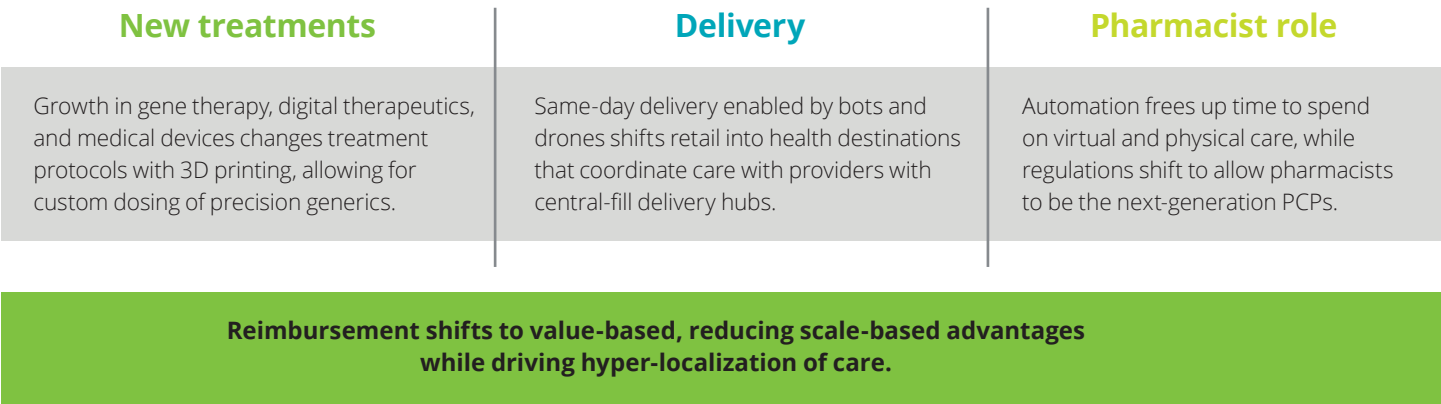 New treatments
Growth in gene therapy, digital therapeutics,
and medical devices changes treatment
protocols with 3D printing, allowing for
custom dosing of precision generics.
Delivery
Same-day delivery enabled by bots and
drones shifts retail into health destinations
that coordinate care with providers with
central-fill delivery hubs.
Pharmacist role
Automation frees up time to spend
on virtual and physical care, while
regulations shift to allow pharmacists
to be the next-generation PCPs.
Reimbursement shifts to value-based, reducing scale-based advantages
while driving hyper-localization of care.